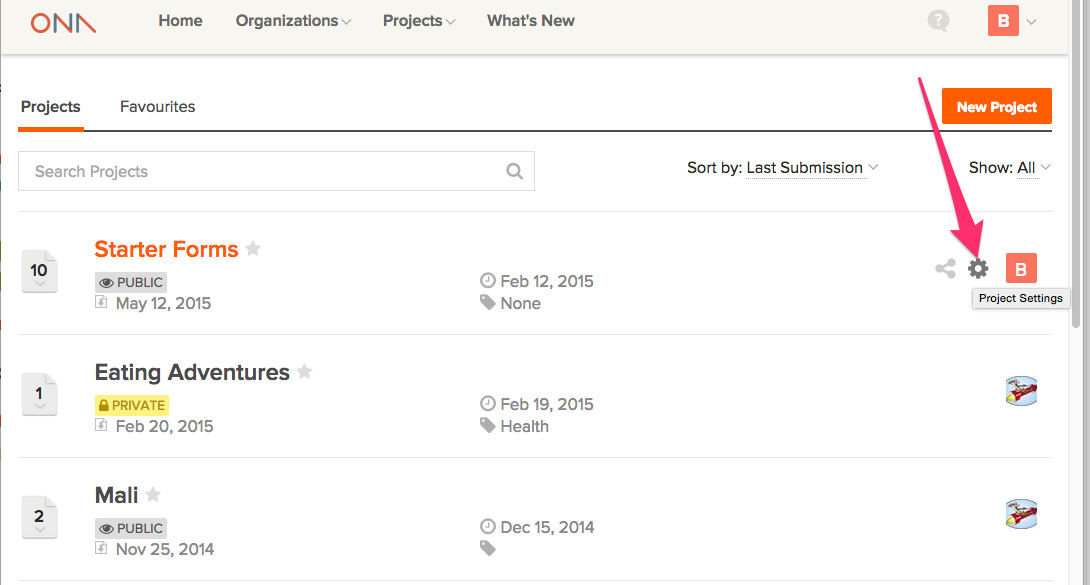 ONA Home Organizations Projects What's New ? B
Projects Favourites New Project
Search Projects Sort by: Last Submission Show: All
Starter Forms
10
PUBLIC Feb 12, 2015 B
May 12, 2015 None Project Settings
Eating Adventures
1
PRIVATE Feb 19, 2015
Feb 20, 2015 Health
Mali
2
PUBLIC Dec 15, 2014
Nov 25, 2014